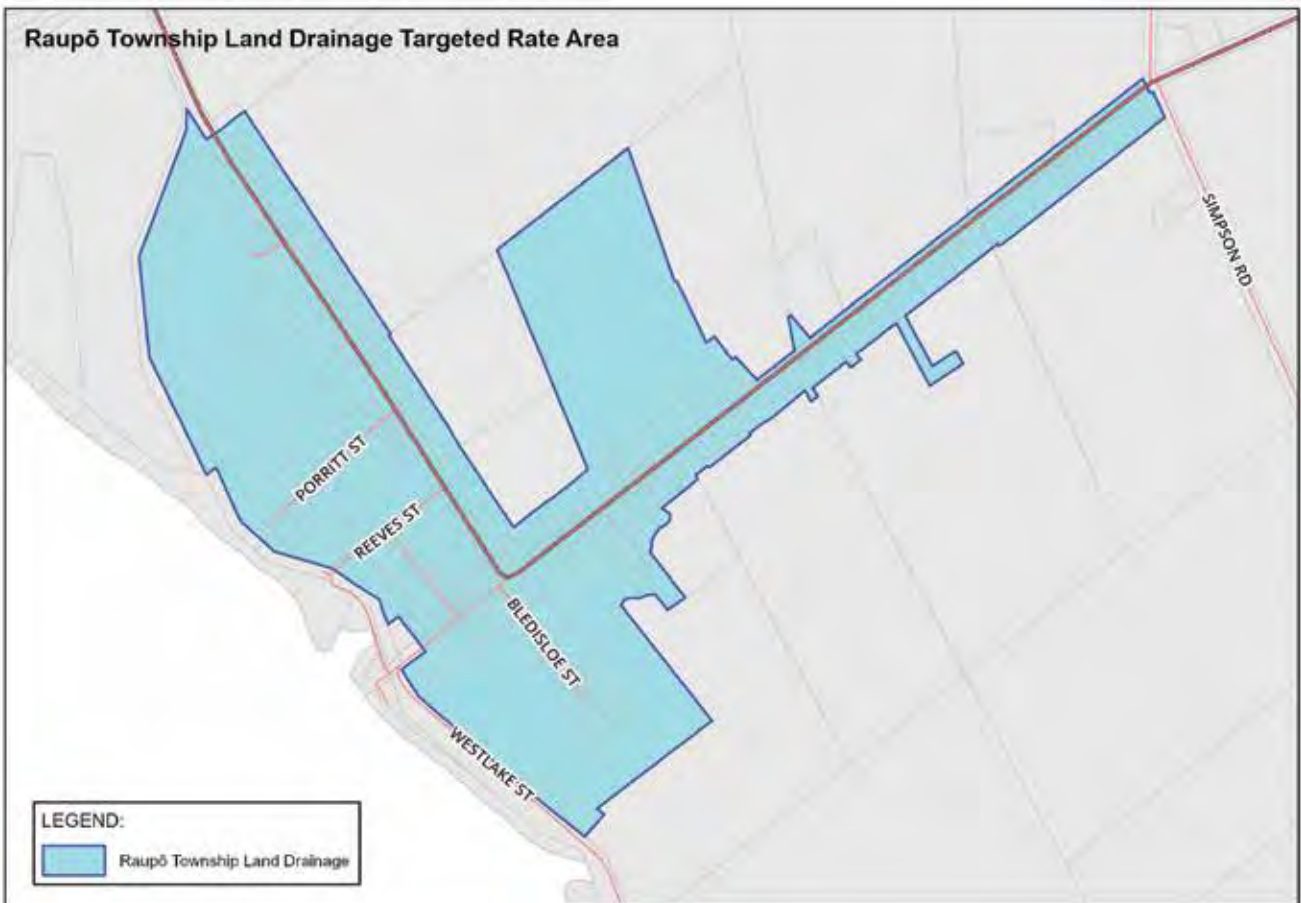 Raupō Township Land Drainage Targeted Rate Area
SIMPSON RD
PORRITT ST
REEVES ST
BLEDISLOE ST
WESTLAKE ST
LEGEND:
Raupō Township Land Drainage